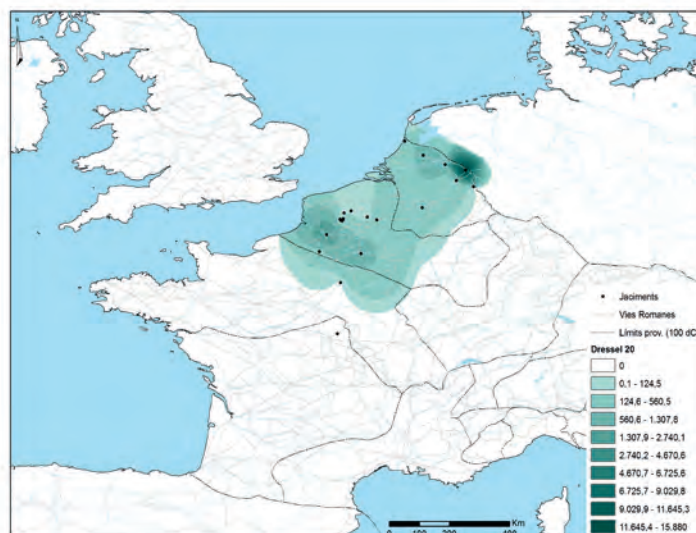 Jaciments
Vies Romanes
Límits prov. (100 dC)
Dressel 20
0
0,1 - 124,5
124,6 - 560,5
560,6 - 1.307,8
1.307,9 - 2.740,1
2.740,2 - 4.670,6
4.670,7 - 6.725,6
6.725,7 - 9.029,8
9.029,9 - 11.645,3
11.645,4 - 15.880
Km